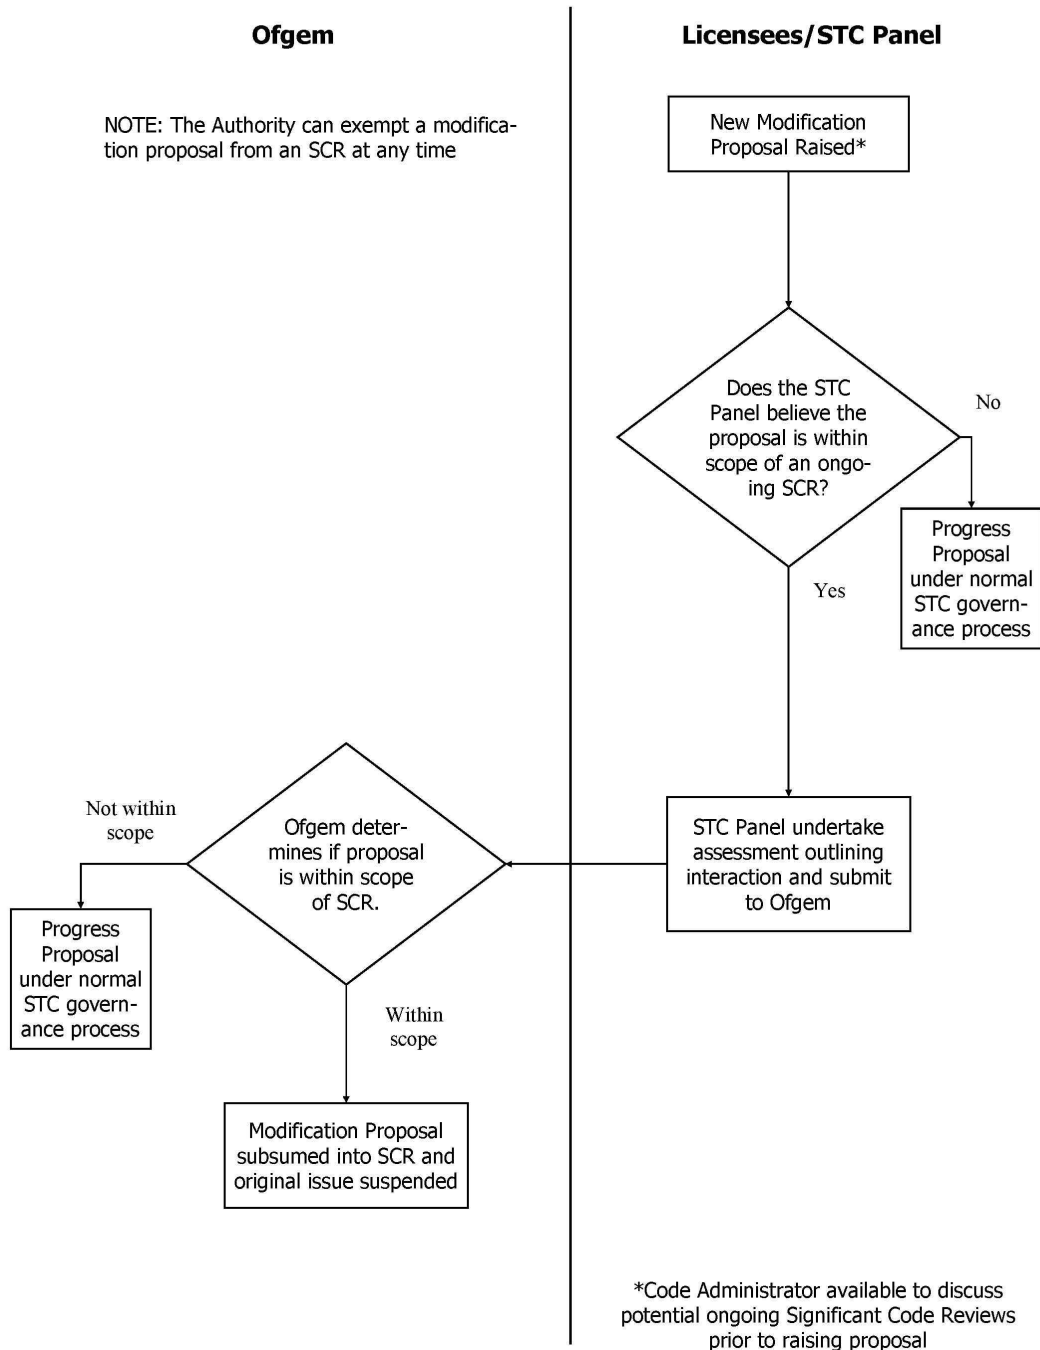 Ofgem
Licensees/STC Panel
NOTE: The Authority can exempt a modifica-
tion proposal from an SCR at any time
New Modification
Proposal Raised*
Does the STC
Panel believe the
proposal is within
scope of an ongo-
ing SCR?
No
Progress
Proposal
under normal
STC govern-
ance process
Yes
STC Panel undertake
assessment outlining
interaction and submit
to Ofgem
Ofgem deter-
mines if proposal
is within scope
of SCR.
Not within
scope
Progress
Proposal
under normal
STC govern-
ance process
Within
scope
Modification Proposal
subsumed into SCR and
original issue suspended
*Code Administrator available to discuss
potential ongoing Significant Code Reviews
prior to raising proposal